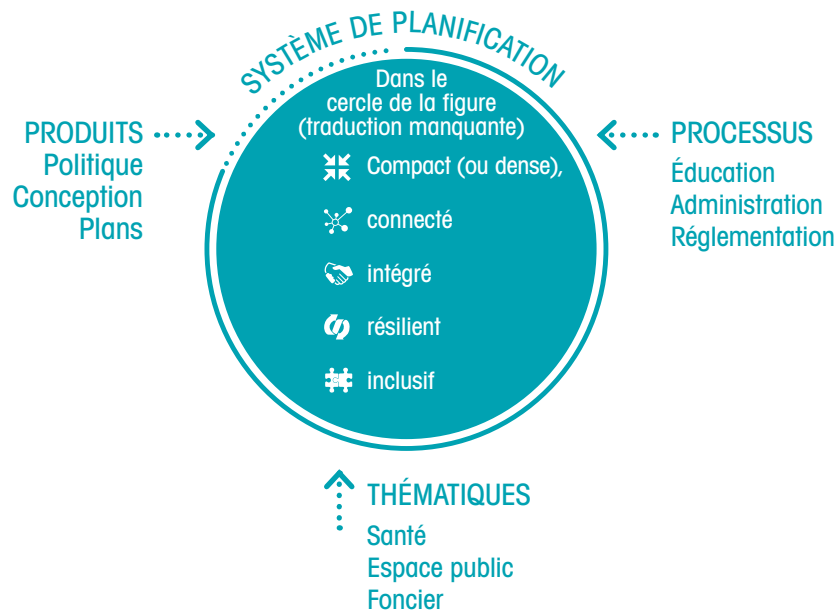 SYSTÈME DE PLANIFICATION
Dans le
cercle de la figure
(traduction manquante)
Compact (ou dense),
connecté
intégré
résilient
inclusif
PRODUITS
Politique
Conception
Plans
PROCESSUS
Éducation
Administration
Réglementation
THÉMATIQUES
Santé
Espace public
Foncier